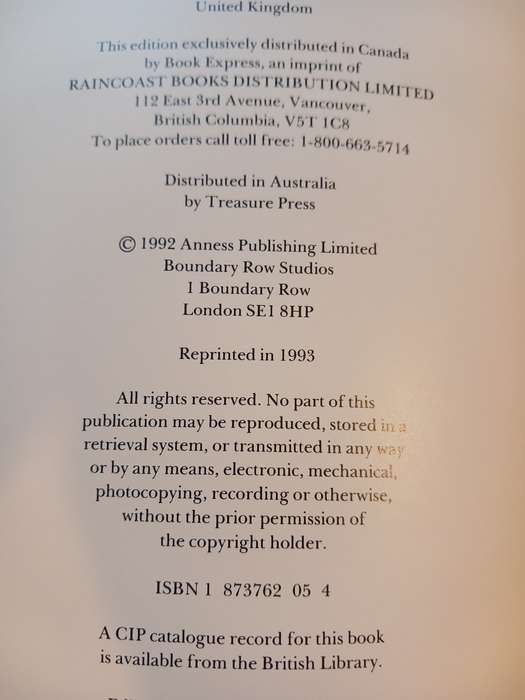 United Kingdom
This edition exclusively distributed in Canada
by Book Express, an imprint of
RAINCOAST BOOKS DISTRIBUTION LIMITED
112 East 3rd Avenue, Vancouver,
British Columbia, V5T 1C8
To place orders call toll free: 1-800-663-5714
Distributed in Australia
by Treasure Press
© 1992 Anness Publishing Limited
Boundary Row Studios
1 Boundary Row
London SE1 8HP
Reprinted in 1993
All rights reserved. No part of this
publication may be reproduced, stored in a
retrieval system, or transmitted in any way
or by any means, electronic, mechanical,
photocopying, recording or otherwise,
without the prior permission of
the copyright holder.
ISBN 1 873762 05 4
A CIP catalogue record for this book
is available from the British Library.